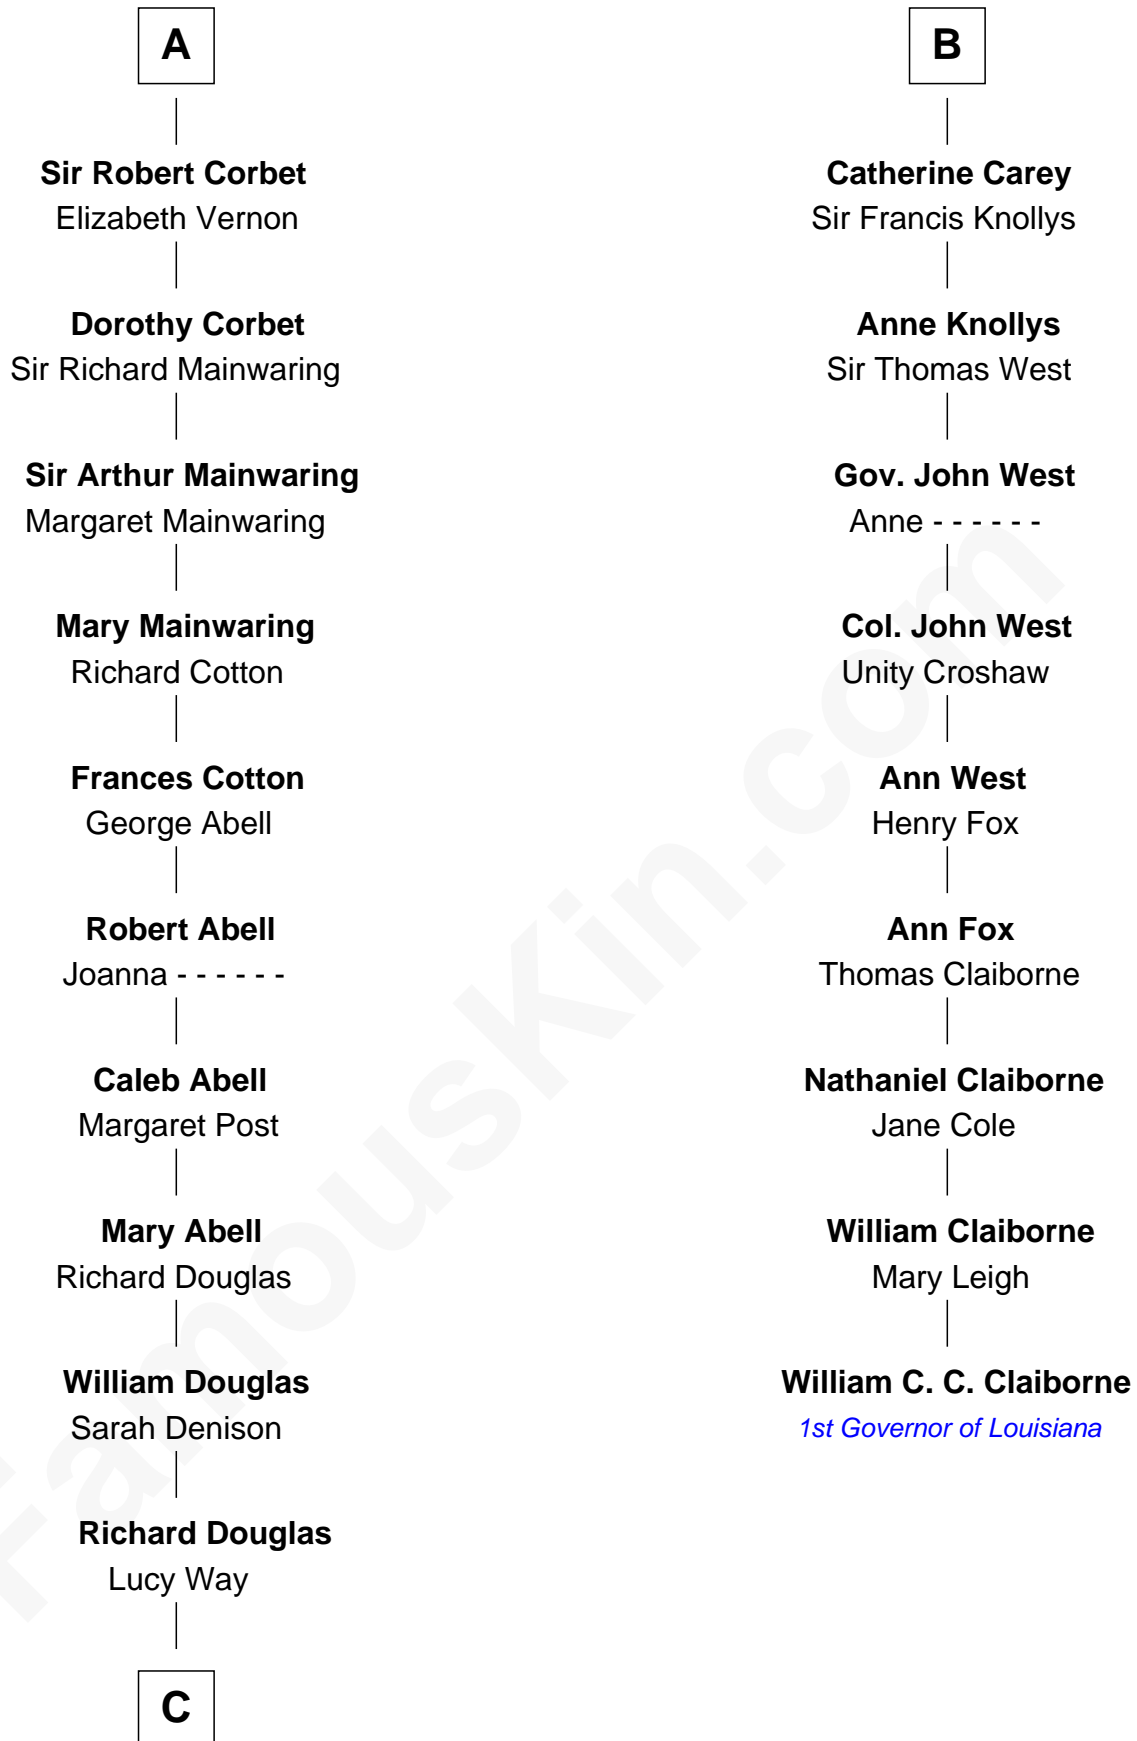 A
Sir Robert Corbet
Elizabeth Vernon
Dorothy Corbet
Sir Richard Mainwaring
Sir Arthur Mainwaring
Margaret Mainwaring
Mary Mainwaring
Richard Cotton
Frances Cotton
George Abell
Robert Abell
Joanna - - - - - -
Caleb Abell
Margaret Post
Mary Abell
Richard Douglas
William Douglas
Sarah Denison
Richard Douglas
Lucy Way
C
B
Catherine Carey
Sir Francis Knollys
Anne Knollys
Sir Thomas West
Gov. John West
Anne - - - - - -
Col. John West
Unity Croshaw
Ann West
Henry Fox
Ann Fox
Thomas Claiborne
Nathaniel Claiborne
Jane Cole
William Claiborne
Mary Leigh
William C. C. Claiborne
1st Governor of Louisiana
FamousKin.com